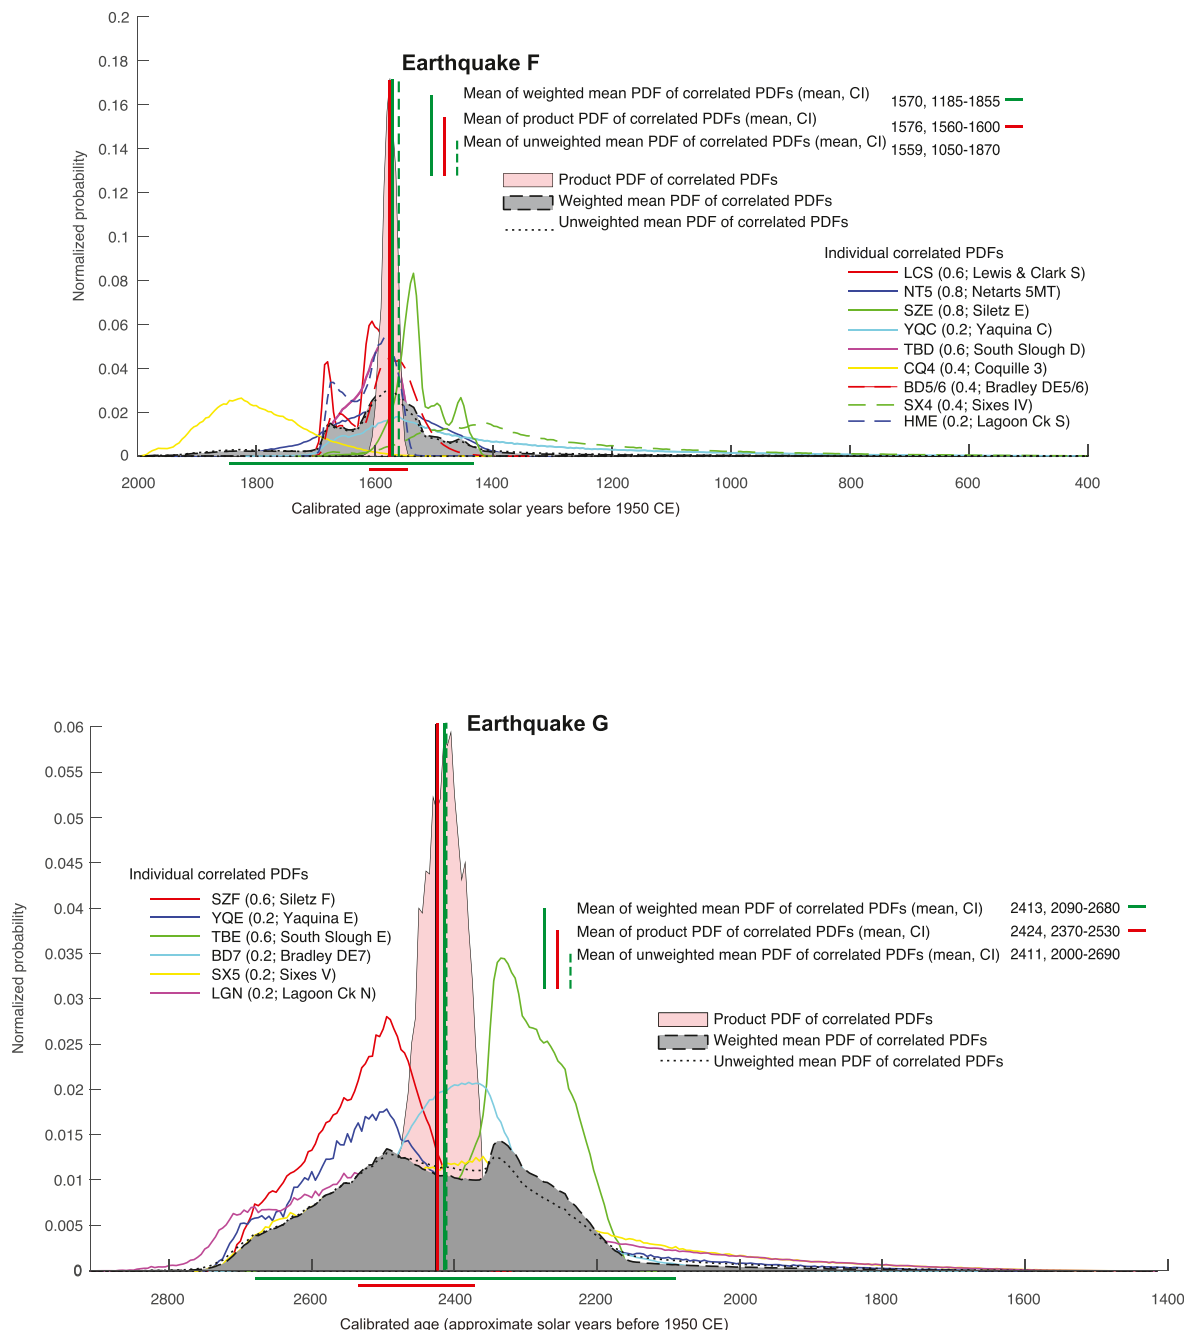 0.2
Earthquake F
0.18
Mean of weighted mean PDF of correlated PDFs (mean, CI) 1570, 1185-1855
0.16
Mean of product PDF of correlated PDFs (mean, CI) 1576, 1560-1600
Mean of unweighted mean PDF of correlated PDFs (mean, CI) 1559, 1050-1870
0.14
Product PDF of correlated PDFs
0.12
Weighted mean PDF of correlated PDFs
Unweighted mean PDF of correlated PDFs
0.1
Individual correlated PDFs
LCS (0.6; Lewis & Clark S)
0.08
NT5 (0.8; Netarts 5MT)
SZE (0.8; Siletz E)
0.06
YQC (0.2; Yaquina C)
TBD (0.6; South Slough D)
0.04
CQ4 (0.4; Coquille 3)
BD5/6 (0.4; Bradley DE5/6)
SX4 (0.4; Sixes IV)
0.02
HME (0.2; Lagoon Ck S)
0
Normalized probability
2000 1800 1600 1400 1200 1000 800 600 400
Calibrated age (approximate solar years before 1950 CE)
Earthquake G
0.06
0.055
0.05
0.045
Individual correlated PDFs
SZF (0.6; Siletz F)
0.04
YQE (0.2; Yaquina E)
TBE (0.6; South Slough E)
0.035
BD7 (0.2; Bradley DE7)
SX5 (0.2; Sixes V)
LGN (0.2; Lagoon Ck N)
Mean of weighted mean PDF of correlated PDFs (mean, CI) 2413, 2090-2680
Mean of product PDF of correlated PDFs (mean, CI) 2424, 2370-2530
Mean of unweighted mean PDF of correlated PDFs (mean, CI) 2411, 2000-2690
0.03
Product PDF of correlated PDFs
0.025
Weighted mean PDF of correlated PDFs
Unweighted mean PDF of correlated PDFs
0.02
0.015
0.01
0.005
0
Normalized probability
2800 2600 2400 2200 2000 1800 1600 1400
Calibrated age (approximate solar years before 1950 CE)